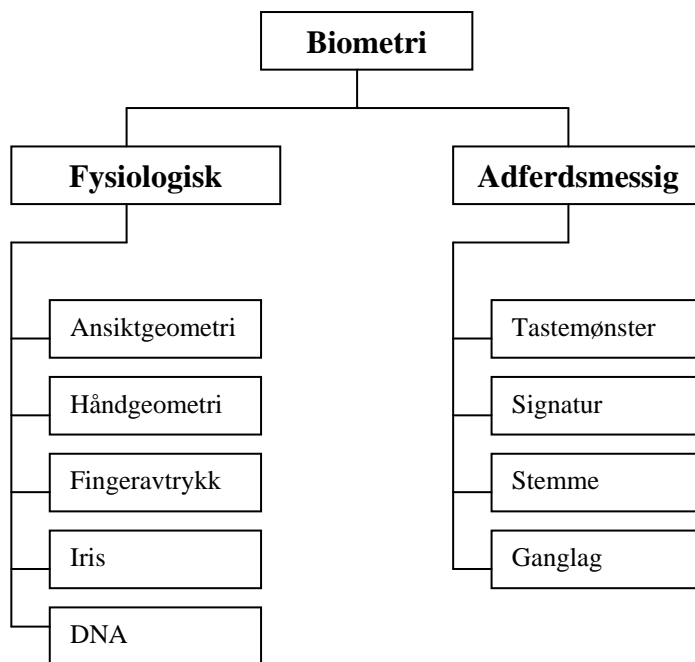 Biometri
Fysiologisk
Adferdsmessig
Ansiktgeometri
Håndgeometri
Fingeravtrykk
Iris
DNA
Tastemønster
Signatur
Stemme
Ganglag